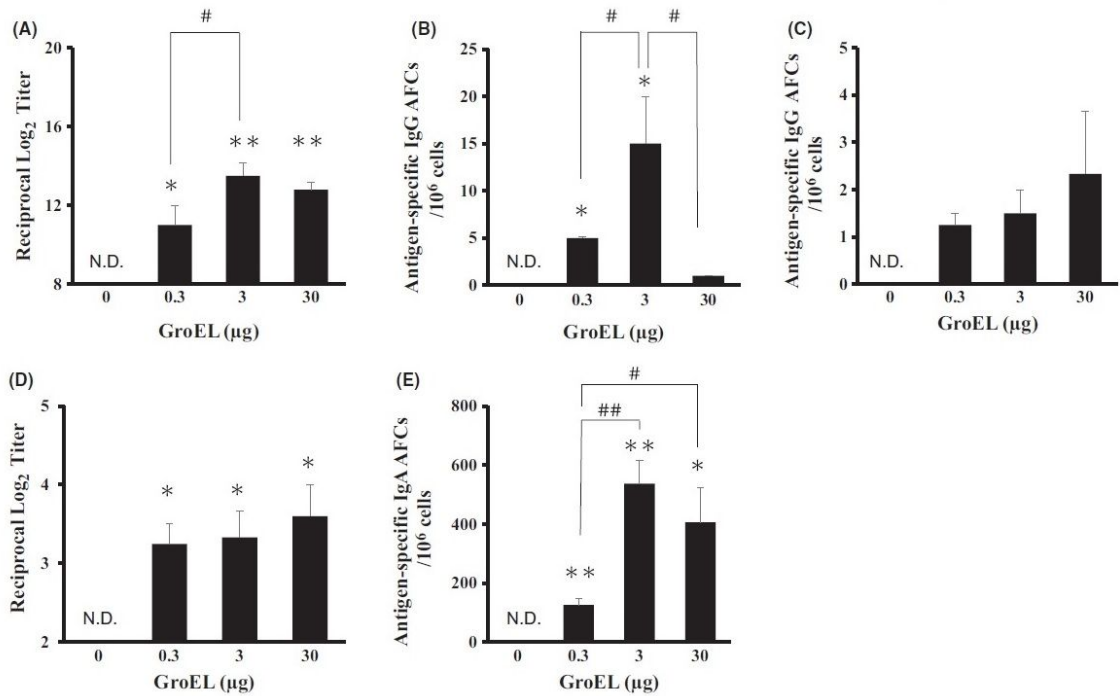 (A)
#
Reciprocal Log₂ Titer
20
16
12
8
N.D.
*
**
**
0 0.3 3 30
GroEL (μg)
(B)
# #
Antigen-specific IgG AFCs
/10⁶ cells
25
20
15
10
5
0
N.D.
*
*
0 0.3 3 30
GroEL (μg)
(C)
Antigen-specific IgG AFCs
/10⁶ cells
5
4
3
2
1
0
N.D.
0 0.3 3 30
GroEL (μg)
(D)
Reciprocal Log₂ Titer
5
4
3
2
N.D.
*
*
*
0 0.3 3 30
GroEL (μg)
(E)
#
##
Antigen-specific IgA AFCs
/10⁶ cells
800
600
400
200
0
N.D.
**
**
*
0 0.3 3 30
GroEL (μg)